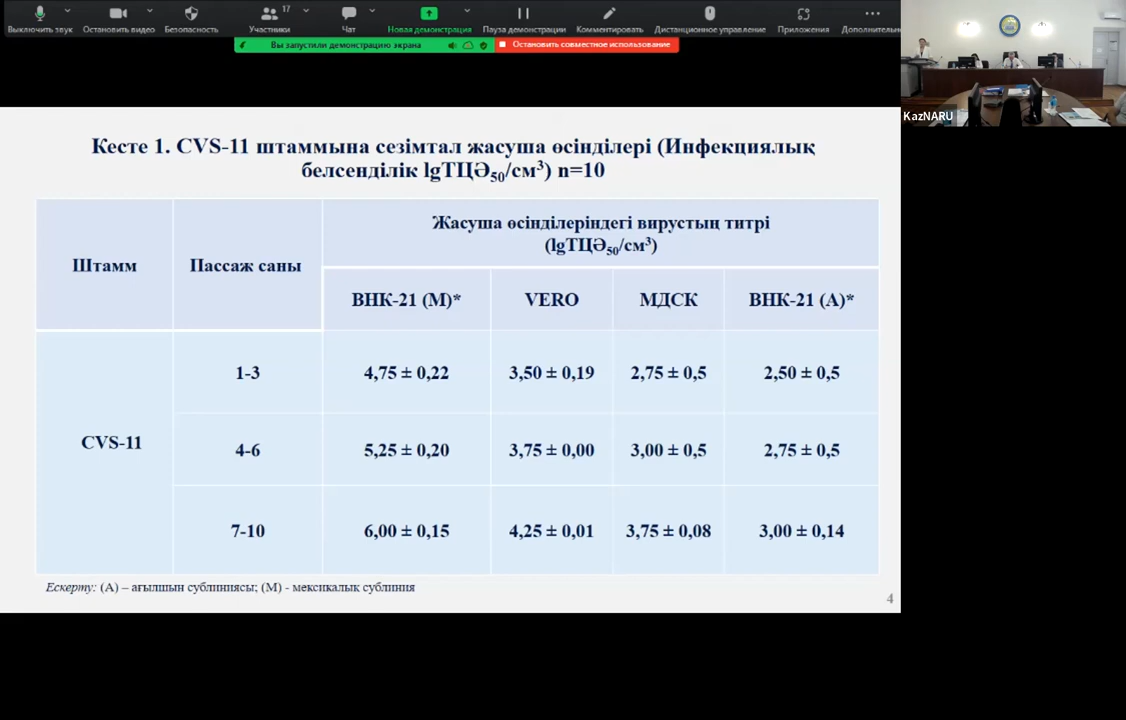 Выключить звук
Остановить видео
Безопасность
17
Участники
Чат
Новая демонстрация
Пауза демонстрации
Комментировать
Дистанционное управление
Приложения
Дополнительн
Вы запустили демонстрацию экрана
Остановить совместное использование
KazNARU
Кесте 1. CVS-11 штаммына сезімтал жасуша өсінділері (Инфекциялық
белсенділік lgТЦӘ50/см³) n=10
Штамм
Пассаж саны
Жасуша өсінділеріндегі вирустың титрі
(lgТЦӘ50/см³)
ВНК-21 (М)*
VERO
МДСК
ВНК-21 (А)*
CVS-11
1-3
4,75 ± 0,22
3,50 ± 0,19
2,75 ± 0,5
2,50 ± 0,5
4-6
5,25 ± 0,20
3,75 ± 0,00
3,00 ± 0,5
2,75 ± 0,5
7-10
6,00 ± 0,15
4,25 ± 0,01
3,75 ± 0,08
3,00 ± 0,14
Ескерту: (А) – ағылшын сублиниясы; (М) - мексикалық сублиния
4